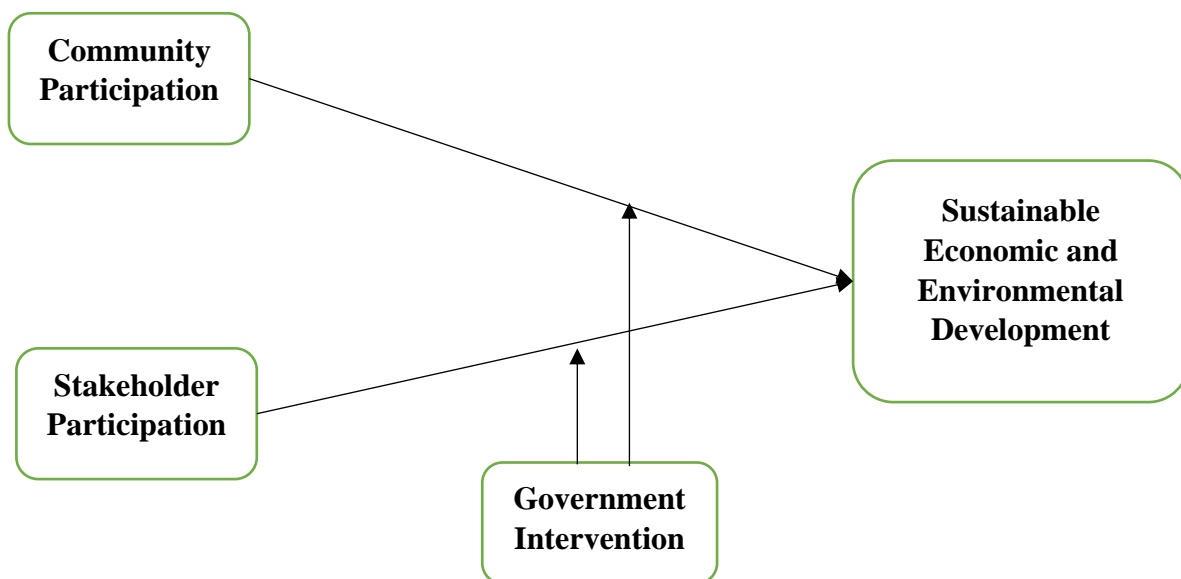 Community
Participation
Sustainable
Economic and
Environmental
Development
Stakeholder
Participation
Government
Intervention